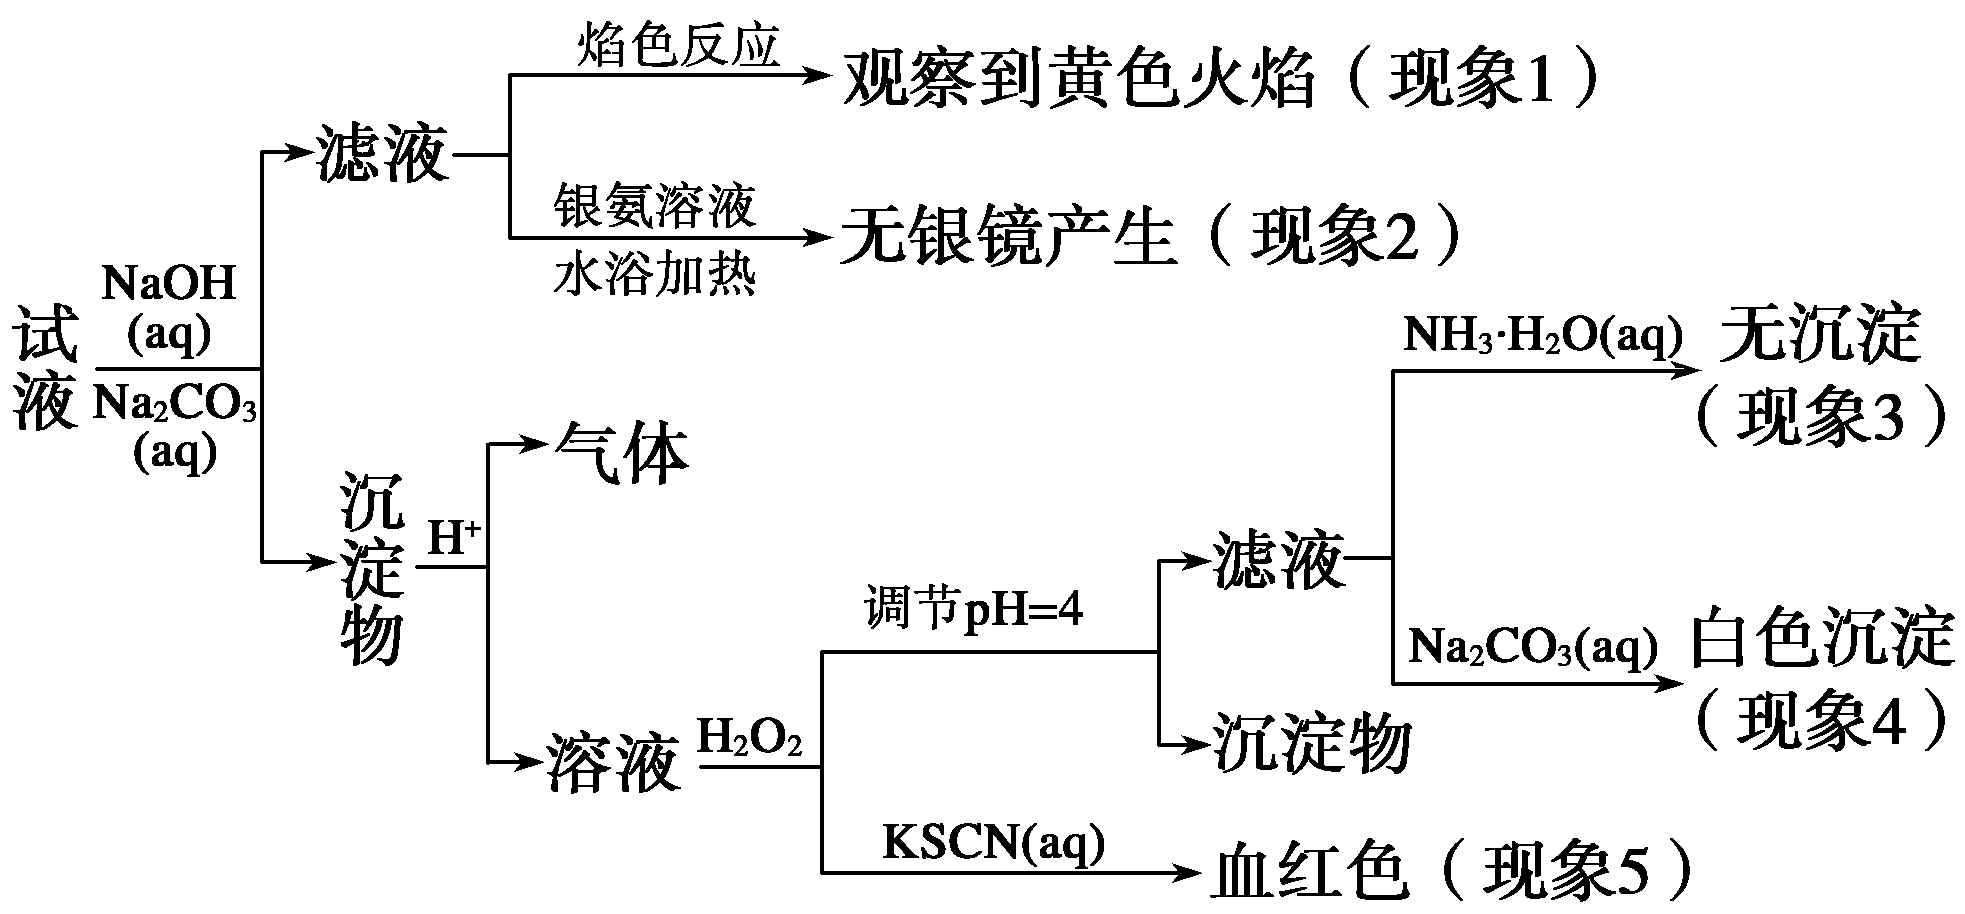 焰色反应
观察到黄色火焰（现象1）
滤液
银氨溶液
水浴加热
无银镜产生（现象2）
试液
NaOH
(aq)
Na₂CO₃
(aq)
沉淀物
H⁺
气体
溶液
H₂O₂
调节pH=4
滤液
NH₃·H₂O(aq)
无沉淀
（现象3）
Na₂CO₃(aq)
白色沉淀
（现象4）
沉淀物
KSCN(aq)
血红色（现象5）